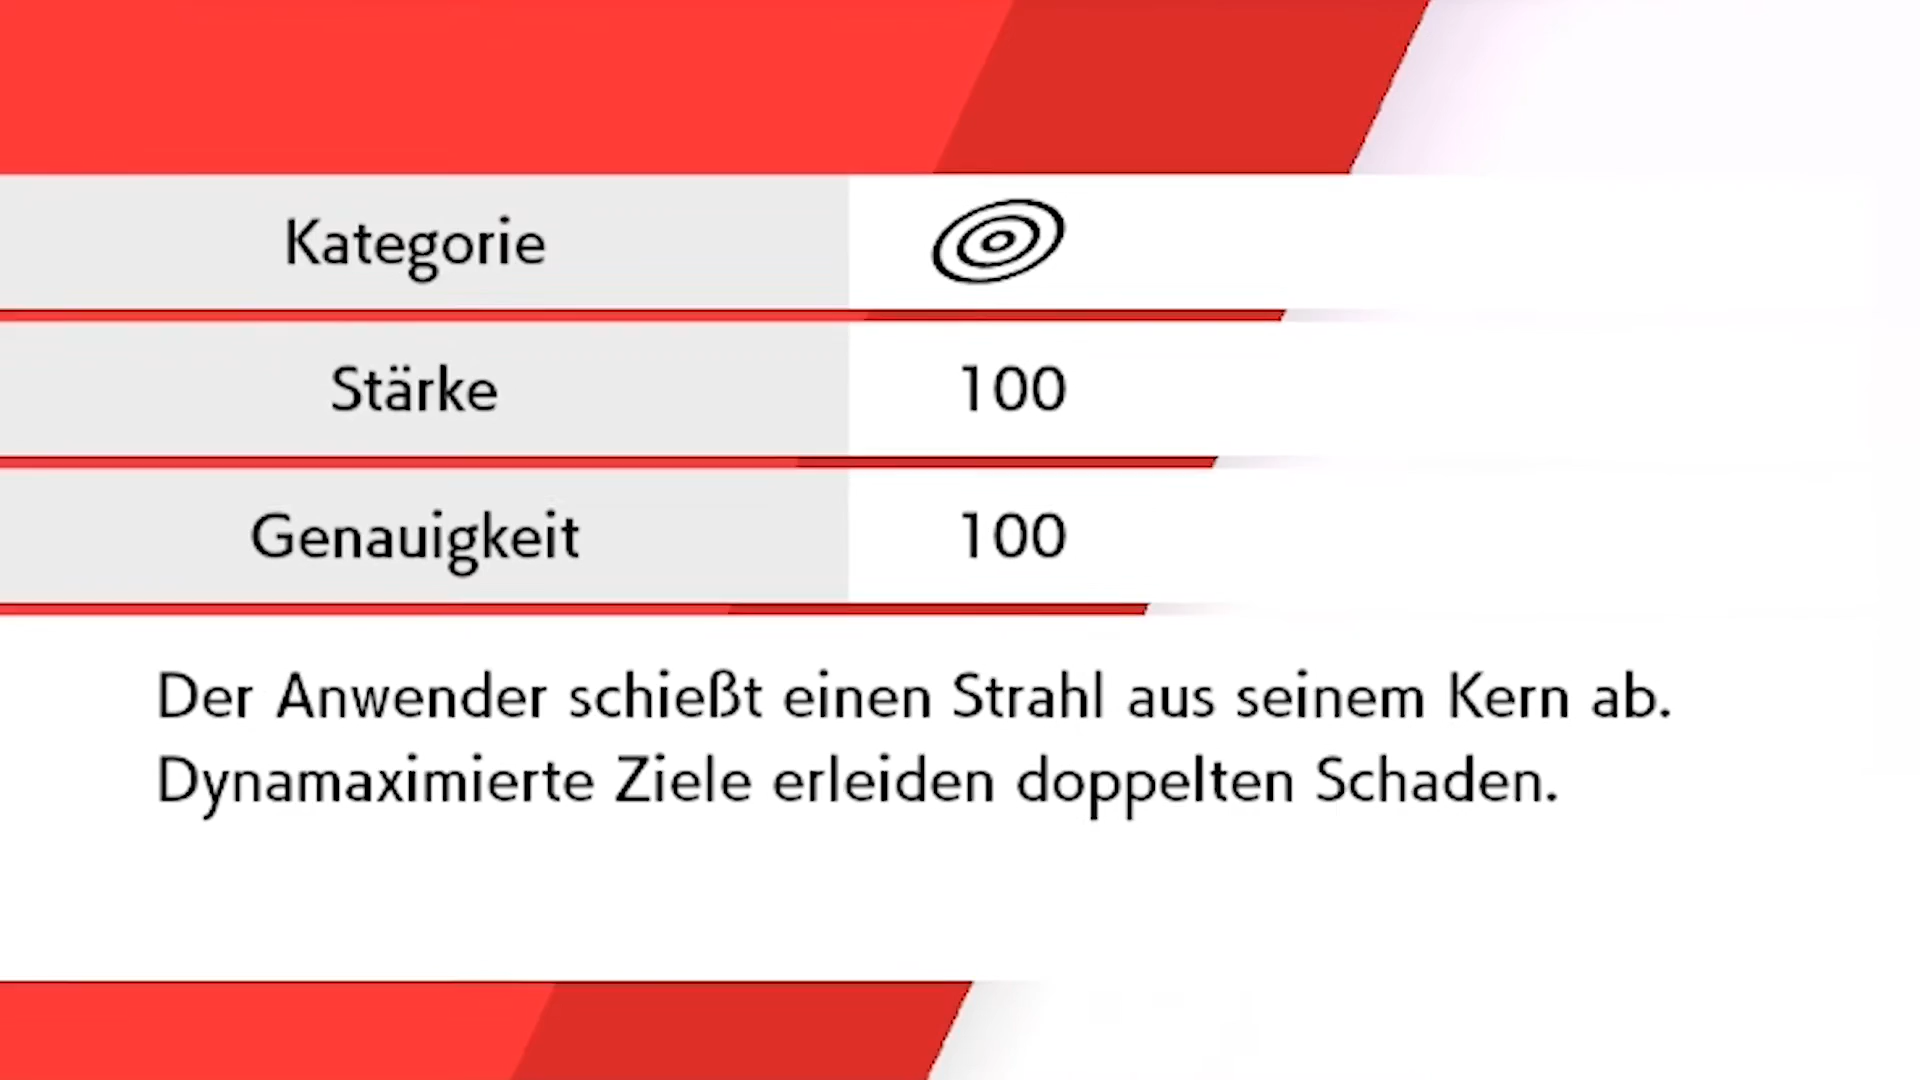 Kategorie
Stärke 100
Genauigkeit 100
Der Anwender schießt einen Strahl aus seinem Kern ab.
Dynamaximierte Ziele erleiden doppelten Schaden.